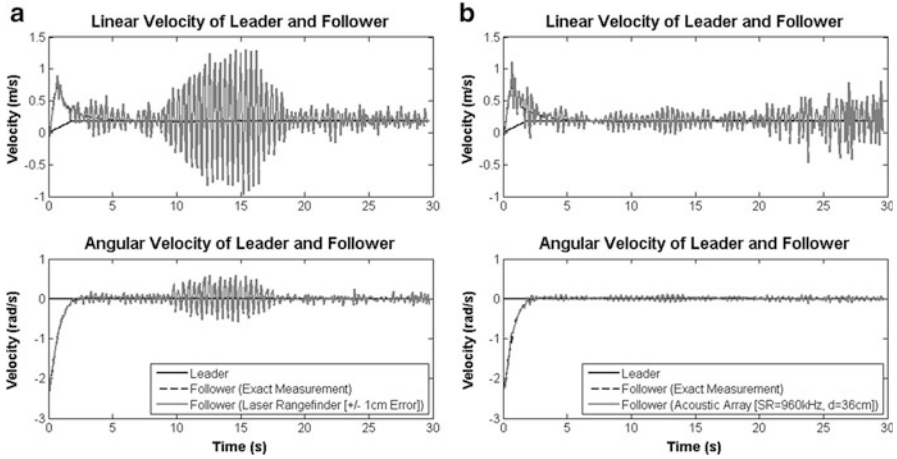 a
Linear Velocity of Leader and Follower
Velocity (m/s)
1.5
1
0.5
0
-0.5
-1
0 5 10 15 20 25 30
Angular Velocity of Leader and Follower
Velocity (rad/s)
1
0
-1
-2
-3
0 5 10 15 20 25 30
Time (s)
Leader
Follower (Exact Measurement)
Follower (Laser Rangefinder [+/- 1cm Error])
b
Linear Velocity of Leader and Follower
Velocity (m/s)
1.5
1
0.5
0
-0.5
-1
0 5 10 15 20 25 30
Angular Velocity of Leader and Follower
Velocity (rad/s)
1
0
-1
-2
-3
0 5 10 15 20 25 30
Time (s)
Leader
Follower (Exact Measurement)
Follower (Acoustic Array [SR=960kHz, d=36cm])